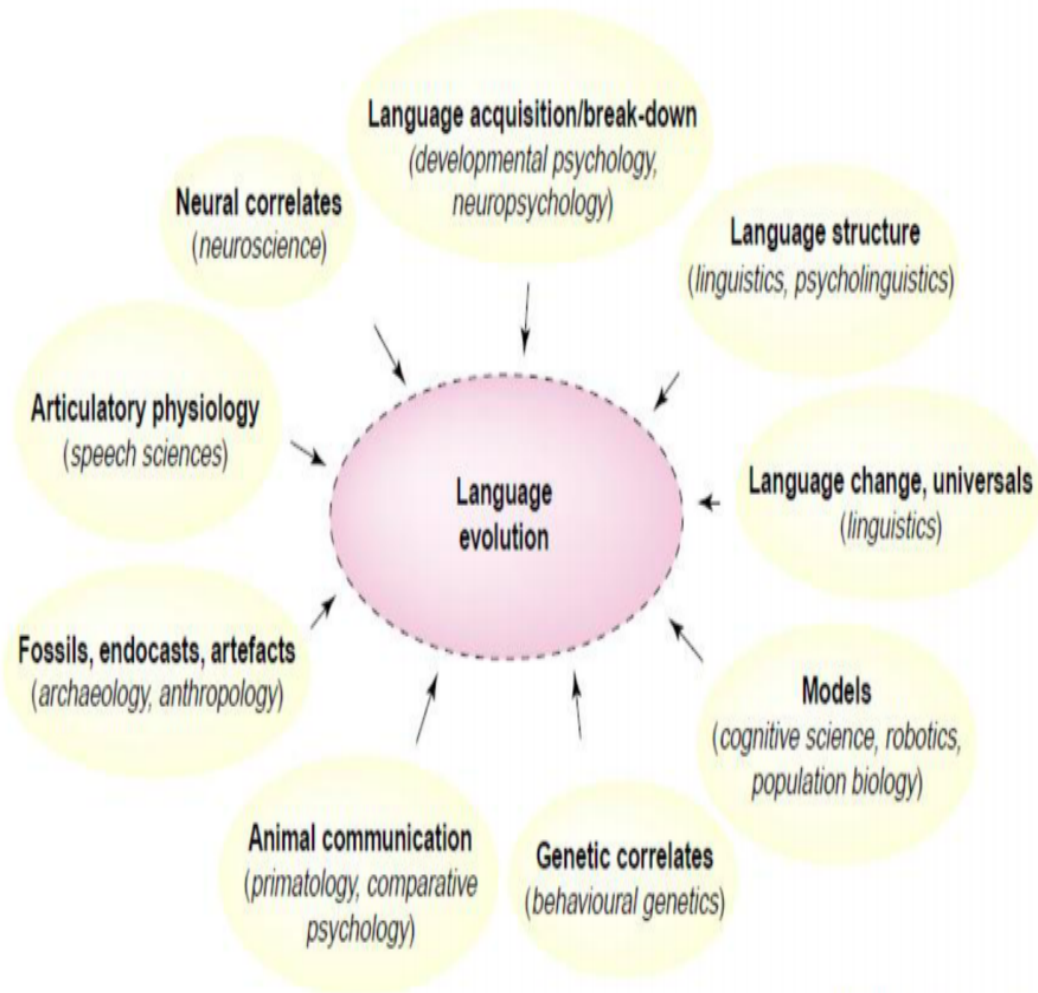 Language acquisition/break-down
(developmental psychology,
neuropsychology)
Neural correlates
(neuroscience)
Language structure
(linguistics, psycholinguistics)
Articulatory physiology
(speech sciences)
Language
evolution
Language change, universals
(linguistics)
Fossils, endocasts, artefacts
(archaeology, anthropology)
Models
(cognitive science, robotics,
population biology)
Animal communication
(primatology, comparative
psychology)
Genetic correlates
(behavioural genetics)